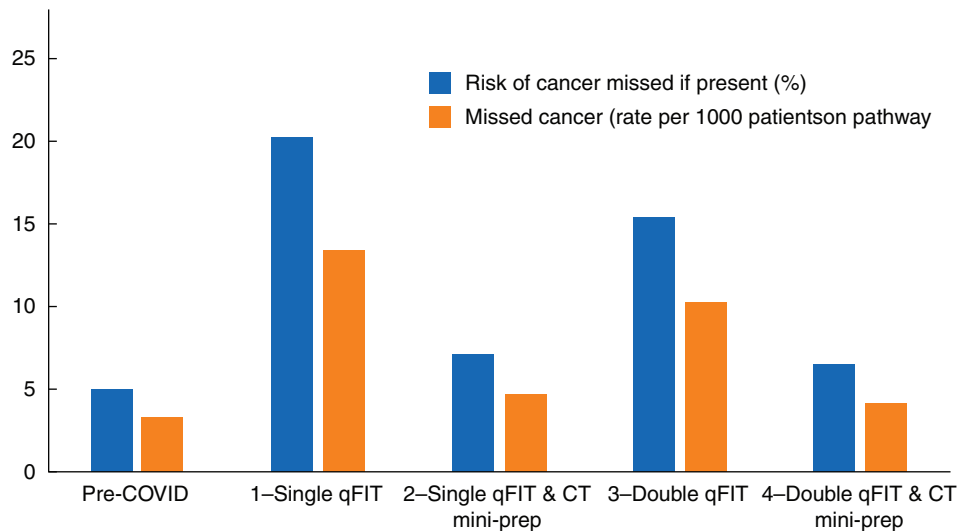 25
20
15
10
5
0
Risk of cancer missed if present (%)
Missed cancer (rate per 1000 patientson pathway
Pre-COVID
1–Single qFIT
2–Single qFIT & CT
mini-prep
3–Double qFIT
4–Double qFIT & CT
mini-prep